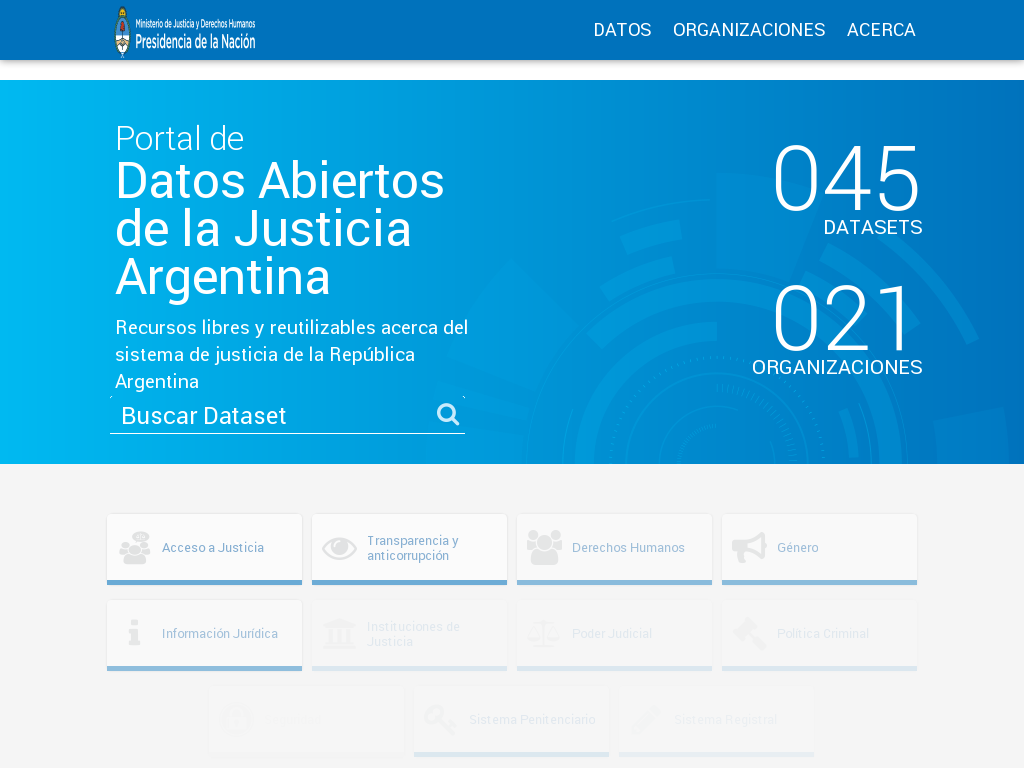 Ministerio de Justicia y Derechos Humanos
Presidencia de la Nación
DATOS ORGANIZACIONES ACERCA
Portal de
Datos Abiertos
de la Justicia
Argentina
Recursos libres y reutilizables acerca del
sistema de justicia de la República
Argentina
Buscar Dataset
045
DATASETS
021
ORGANIZACIONES
Acceso a Justicia
Transparencia y
anticorrupción
Derechos Humanos
Género
Información Jurídica
Instituciones de
Justicia
Poder Judicial
Política Criminal
Sistema Penitenciario
Sistema Registral